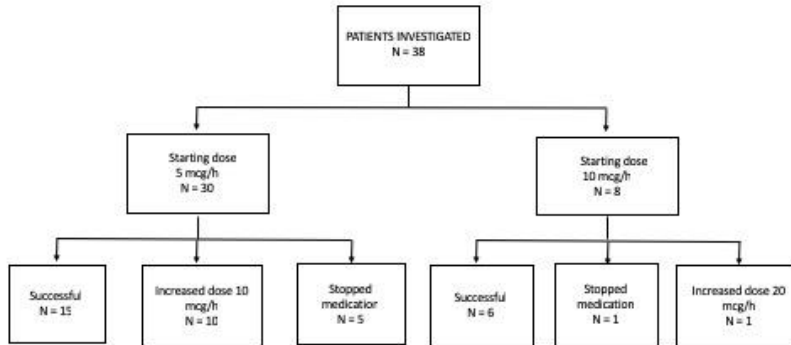 PATIENTS INVESTIGATED
N = 38
Starting dose
5 mcg/h
N = 30
Starting dose
10 mcg/h
N = 8
Successful
N = 15
Increased dose 10
mcg/h
N = 10
Stopped
medication
N = 5
Successful
N = 6
Stopped
medication
N = 1
Increased dose 20
mcg/h
N = 1